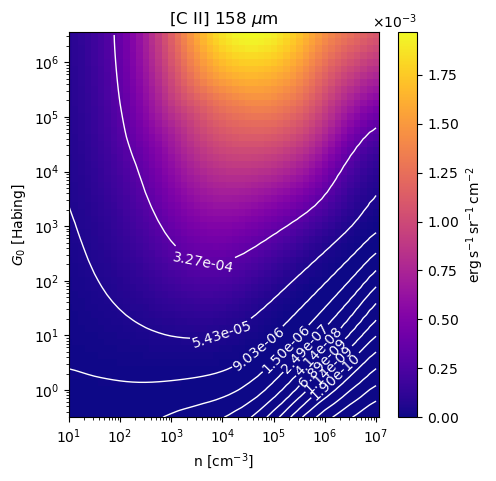 [C II] 158 μm
×10⁻³
10⁶
10⁵
10⁴
10³
10²
10¹
10⁰
G₀ [Habing]
3.27e-04
5.43e-05
9.03e-06
1.50e-06
2.49e-07
4.14e-08
6.89e-09
1.90e-10
10¹ 10² 10³ 10⁴ 10⁵ 10⁶ 10⁷
n [cm⁻³]
1.75
1.50
1.25
1.00
0.75
0.50
0.25
0.00
erg s⁻¹ sr⁻¹ cm⁻²